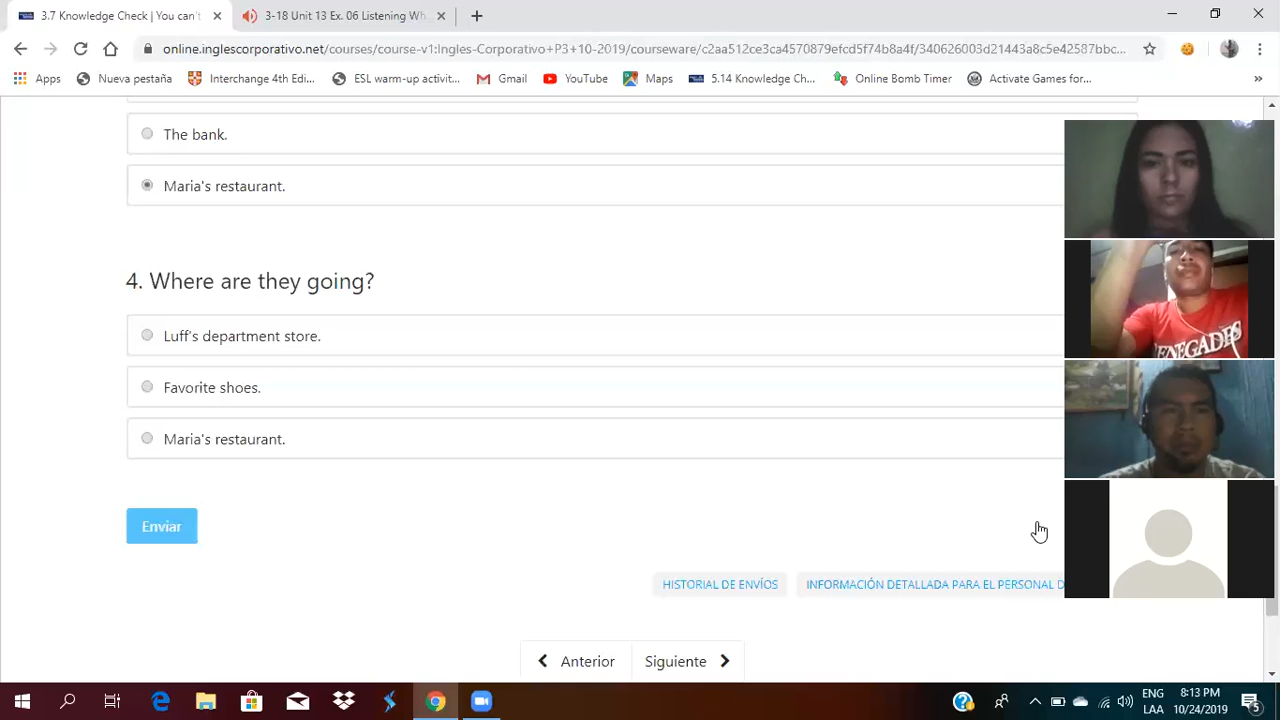 3.7 Knowledge Check | You can't
3-18 Unit 13 Ex. 06 Listening Wh
online.inglescorporativo.net/courses/course-v1:Ingles-Corporativo+P3+10-2019/courseware/c2aa512ce3ca4570879efcd5f74b8a4f/340626003d21443a8c5e42587bbc...
Apps
Nueva pestaña
Interchange 4th Edi...
ESL warm-up activit...
Gmail
YouTube
Maps
5.14 Knowledge Ch...
Online Bomb Timer
Activate Games for...
»
The bank.
Maria's restaurant.
4. Where are they going?
Luff's department store.
Favorite shoes.
Maria's restaurant.
Enviar
HISTORIAL DE ENVÍOS
INFORMACIÓN DETALLADA PARA EL PERSONAL D
Anterior
Siguiente
RENEGADES
ENG
LAA
8:13 PM
10/24/2019
5